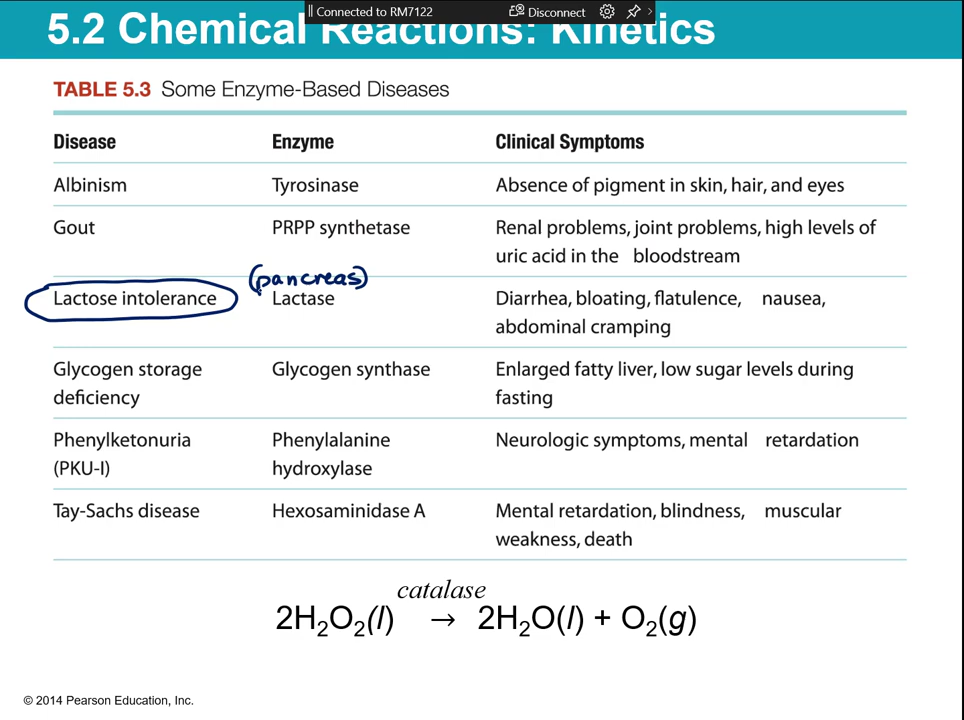 Connected to RM7122 Disconnect
5.2 Chemical Reactions: Kinetics
TABLE 5.3 Some Enzyme-Based Diseases
Disease Enzyme Clinical Symptoms
Albinism Tyrosinase Absence of pigment in skin, hair, and eyes
Gout PRPP synthetase Renal problems, joint problems, high levels of
uric acid in the bloodstream
(pancreas)
Lactose intolerance Lactase Diarrhea, bloating, flatulence, nausea,
abdominal cramping
Glycogen storage Glycogen synthase Enlarged fatty liver, low sugar levels during
deficiency fasting
Phenylketonuria Phenylalanine Neurologic symptoms, mental retardation
(PKU-I) hydroxylase
Tay-Sachs disease Hexosaminidase A Mental retardation, blindness, muscular
weakness, death
catalase
2H₂O₂(l) → 2H₂O(l) + O₂(g)
© 2014 Pearson Education, Inc.